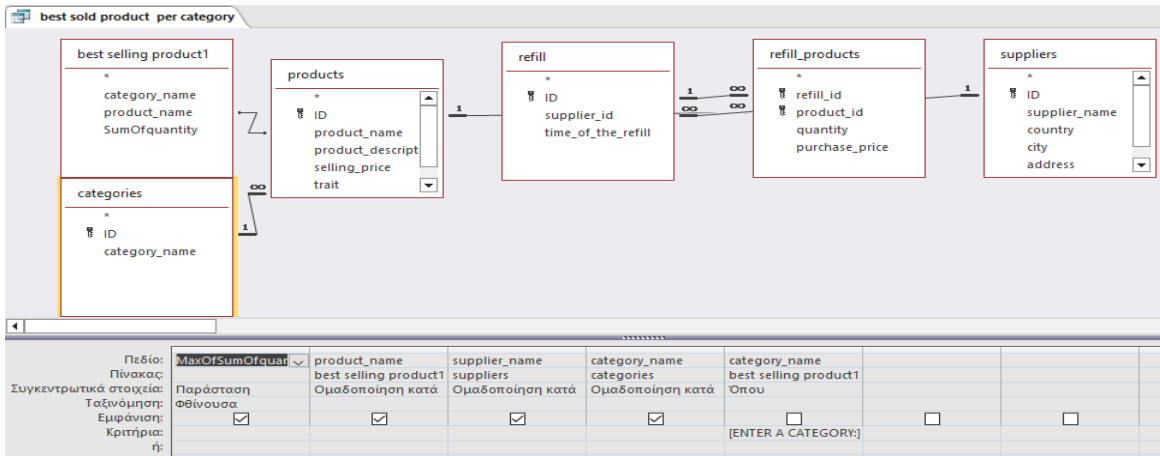 best sold product per category
best selling product1
*
category_name
product_name
SumOfquantity
categories
*
ID
category_name
products
*
ID
product_name
product_descript
selling_price
trait
refill
*
ID
supplier_id
time_of_the_refill
refill_products
*
refill_id
product_id
quantity
purchase_price
suppliers
*
ID
supplier_name
country
city
address
1
∞
1
1
∞
∞
∞
1
Πεδίο: MaxOfSumOfquar product_name supplier_name category_name category_name
Πίνακας: best selling product1 suppliers categories best selling product1
Συγκεντρωτικά στοιχεία: Παράσταση Ομαδοποίηση κατά Ομαδοποίηση κατά Ομαδοποίηση κατά Όπου
Ταξινόμηση: Φθίνουσα
Εμφάνιση:
Κριτήρια: [ENTER A CATEGORY:]
ή: